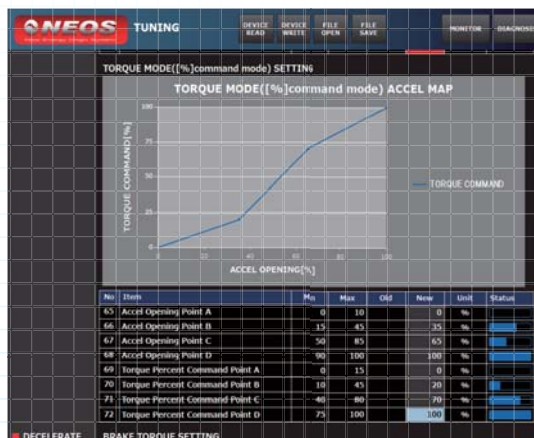 NEOS
TUNING
DEVICE READ
DEVICE WRITE
FILE OPEN
FILE SAVE
MONITOR
DIAGNOSIS
TORQUE MODE([%]command mode) SETTING
TORQUE MODE([%]command mode) ACCEL MAP
TORQUE COMMAND[%]
100
75
50
25
0
0 20 40 60 80 100
ACCEL OPENING[%]
TORQUE COMMAND
No Item Min Max Old New Unit Status
65 Accel Opening Point A 0 10 0 %
66 Accel Opening Point B 15 45 35 %
67 Accel Opening Point C 50 85 65 %
68 Accel Opening Point D 90 100 100 %
69 Torque Percent Command Point A 0 15 0 %
70 Torque Percent Command Point B 10 45 20 %
71 Torque Percent Command Point C 40 80 70 %
72 Torque Percent Command Point D 75 100 100 %
DECELERATE
BRAKE TORQUE SETTING